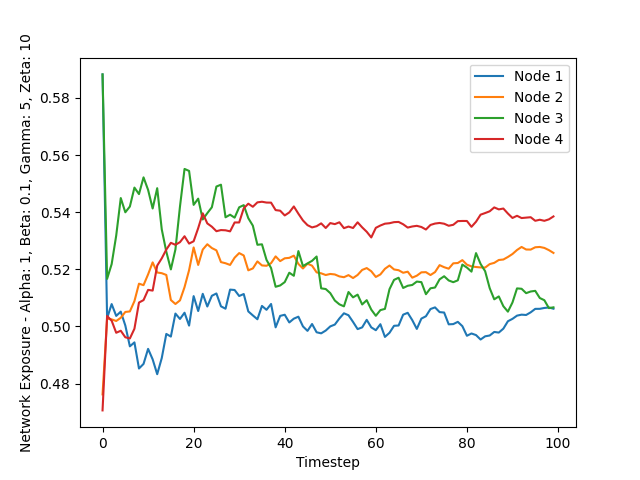 Network Exposure - Alpha: 1, Beta: 0.1, Gamma: 5, Zeta: 10
0.58
0.56
0.54
0.52
0.50
0.48
0
20
40
60
80
100
Timestep
Node 1
Node 2
Node 3
Node 4